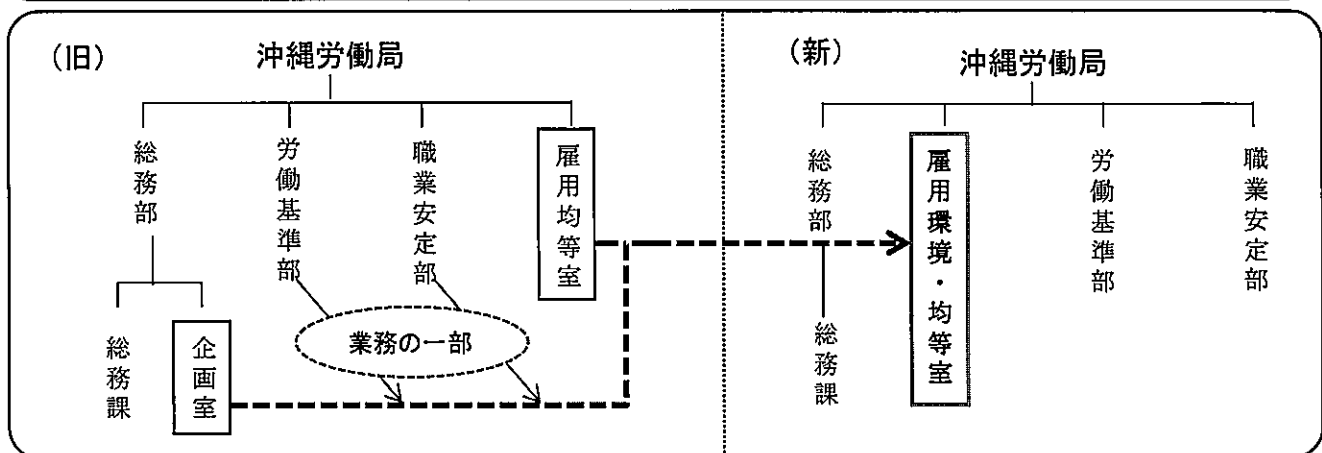 (旧)
沖縄労働局
総務部
労働基準部
職業安定部
雇用均等室
総務課
企画室
業務の一部
(新)
沖縄労働局
総務部
雇用環境・均等室
労働基準部
職業安定部
総務課